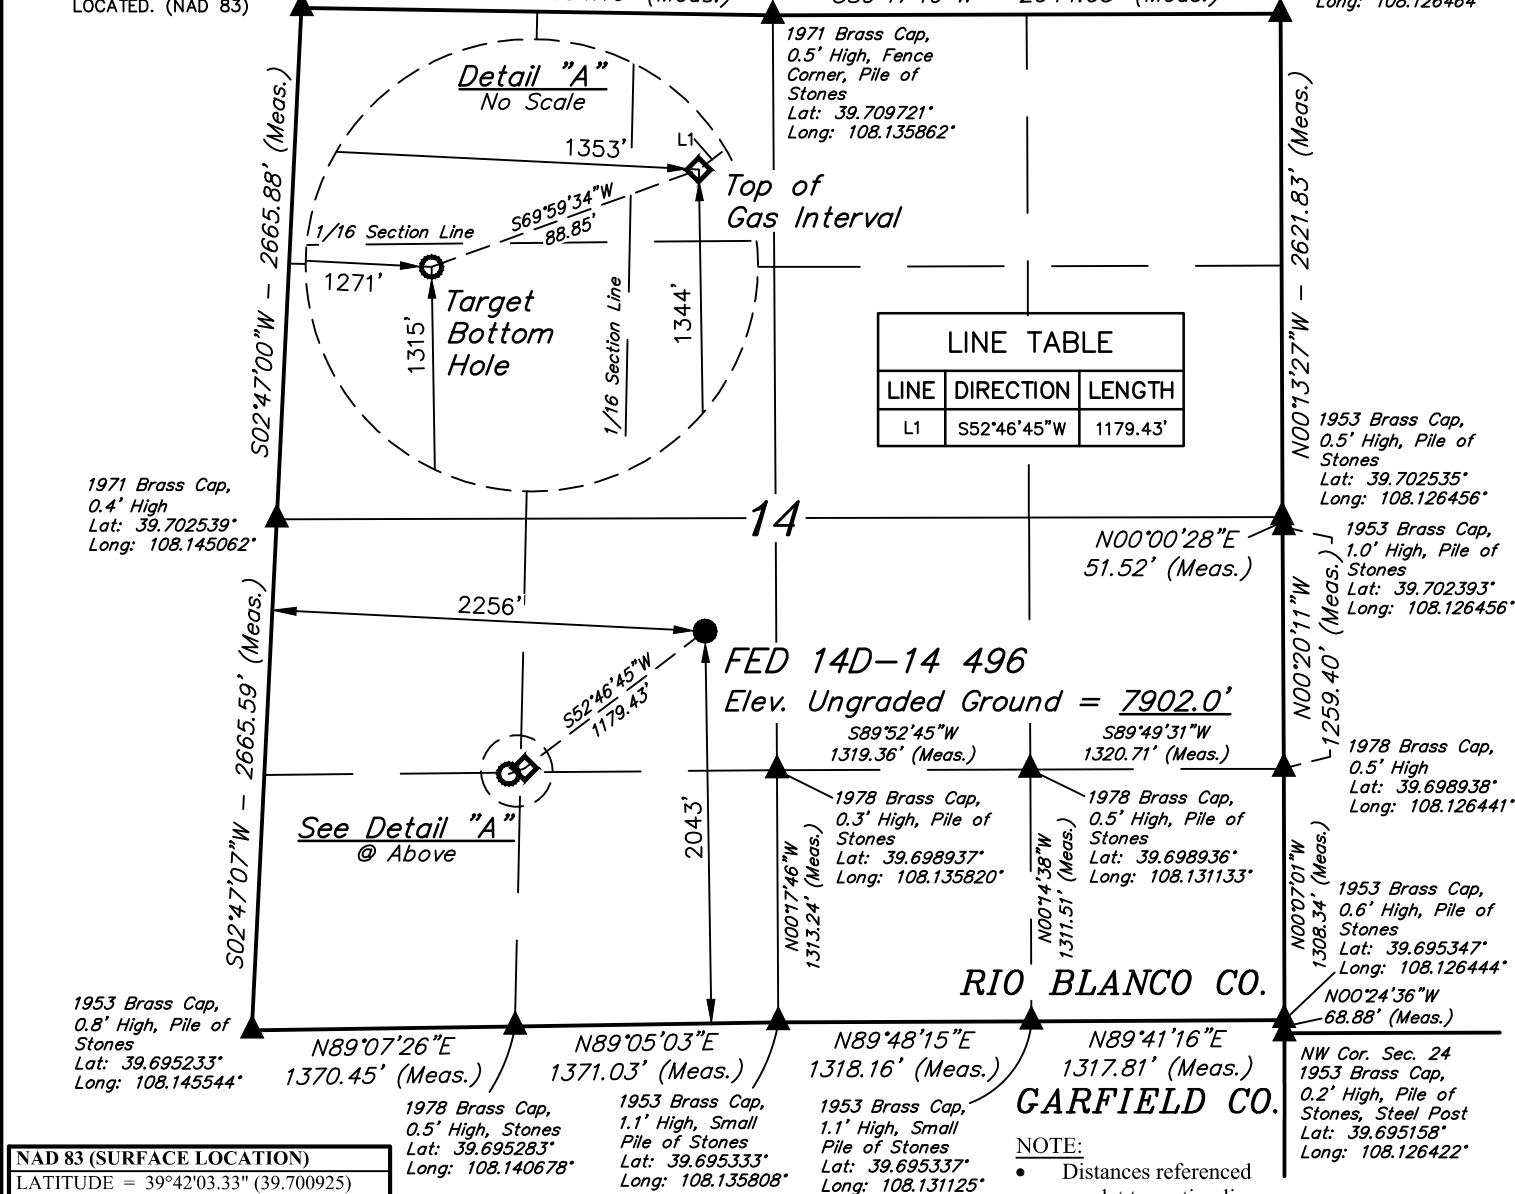 LOCATED. (NAD 83)
Long: 108.126464°
1971 Brass Cap,
0.5' High, Fence
Corner, Pile of
Stones
Lat: 39.709721°
Long: 108.135862°
Detail "A"
No Scale
1353'
L1
Top of
Gas Interval
S69°59'34"W
88.85'
1/16 Section Line
1271'
Target
Bottom
Hole
1315'
1344'
1/16 Section Line
S02°47'00"W - 2665.88' (Meas.)
N00°13'27"W - 2621.83' (Meas.)
LINE TABLE
LINE DIRECTION LENGTH
L1 S52°46'45"W 1179.43'
1953 Brass Cap,
0.5' High, Pile of
Stones
Lat: 39.702535°
Long: 108.126456°
1971 Brass Cap,
0.4' High
Lat: 39.702539°
Long: 108.145062°
14
N00°00'28"E
51.52' (Meas.)
1953 Brass Cap,
1.0' High, Pile of
Stones
Lat: 39.702393°
Long: 108.126456°
N00°20'11"W
1259.40' (Meas.)
S02°47'07"W - 2665.59' (Meas.)
2256'
FED 14D-14 496
Elev. Ungraded Ground = 7902.0'
S52°46'45"W
1179.43'
S89°52'45"W
1319.36' (Meas.)
S89°49'31"W
1320.71' (Meas.)
1978 Brass Cap,
0.5' High
Lat: 39.698938°
Long: 108.126441°
See Detail "A"
@ Above
2043'
1978 Brass Cap,
0.3' High, Pile of
Stones
Lat: 39.698937°
Long: 108.135820°
1978 Brass Cap,
0.5' High, Pile of
Stones
Lat: 39.698936°
Long: 108.131133°
N00°17'46"W
1313.24' (Meas.)
N00°14'38"W
1311.51' (Meas.)
N00°07'01"W
1308.34' (Meas.)
1953 Brass Cap,
0.6' High, Pile of
Stones
Lat: 39.695347°
Long: 108.126444°
RIO BLANCO CO.
N00°24'36"W
68.88' (Meas.)
1953 Brass Cap,
0.8' High, Pile of
Stones
Lat: 39.695233°
Long: 108.145544°
N89°07'26"E
1370.45' (Meas.)
N89°05'03"E
1371.03' (Meas.)
N89°48'15"E
1318.16' (Meas.)
N89°41'16"E
1317.81' (Meas.)
GARFIELD CO.
NW Cor. Sec. 24
1953 Brass Cap,
0.2' High, Pile of
Stones, Steel Post
Lat: 39.695158°
Long: 108.126422°
1978 Brass Cap,
0.5' High, Stones
Lat: 39.695283°
Long: 108.140678°
1953 Brass Cap,
1.1' High, Small
Pile of Stones
Lat: 39.695333°
Long: 108.135808°
1953 Brass Cap,
1.1' High, Small
Pile of Stones
Lat: 39.695337°
Long: 108.131125°
NOTE:
• Distances referenced
NAD 83 (SURFACE LOCATION)
LATITUDE = 39°42'03.33" (39.700925)